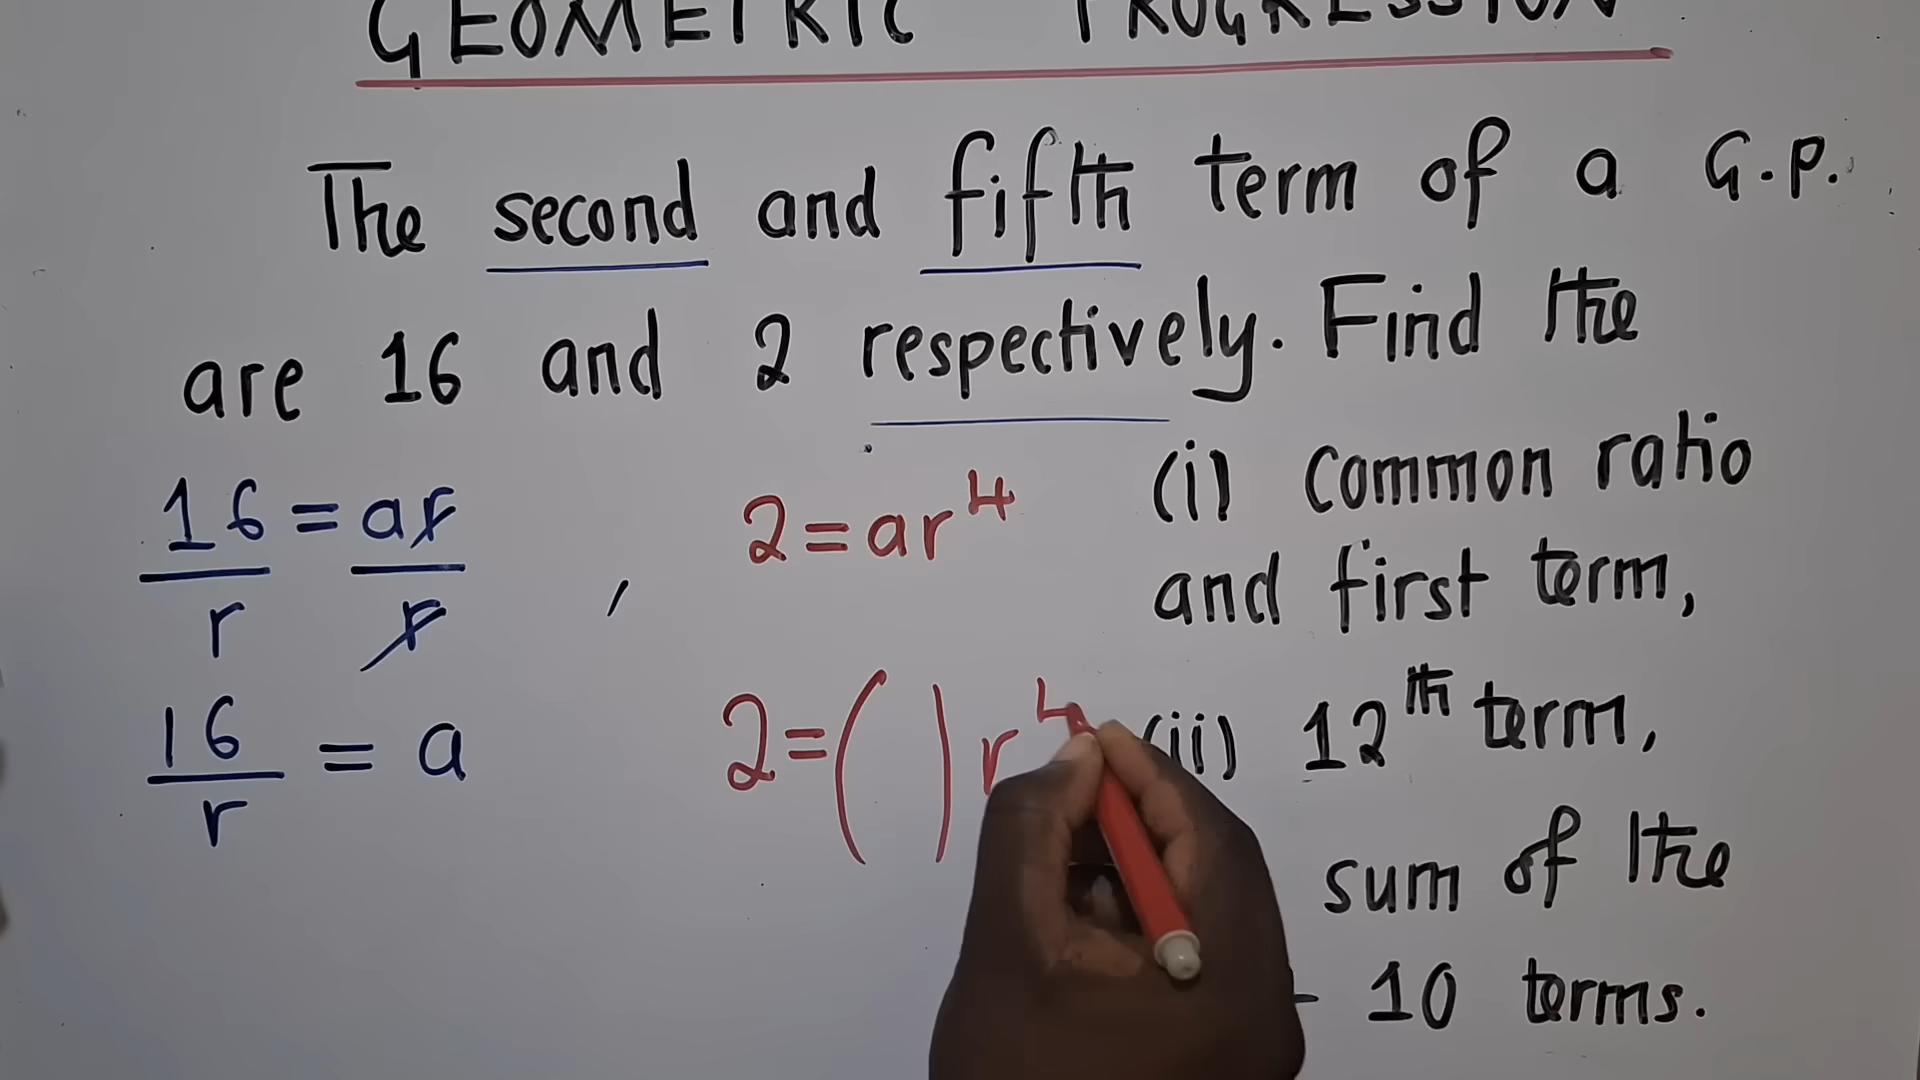 GEOMETRIC PROGRESSION
The second and fifth term of a G.P.
are 16 and 2 respectively. Find the
(i) common ratio
and first term,
(ii) 12th term,
sum of the
10 terms.
16/r = ar/r , 2 = ar⁴
16/r = a 2 = ( ) r⁴